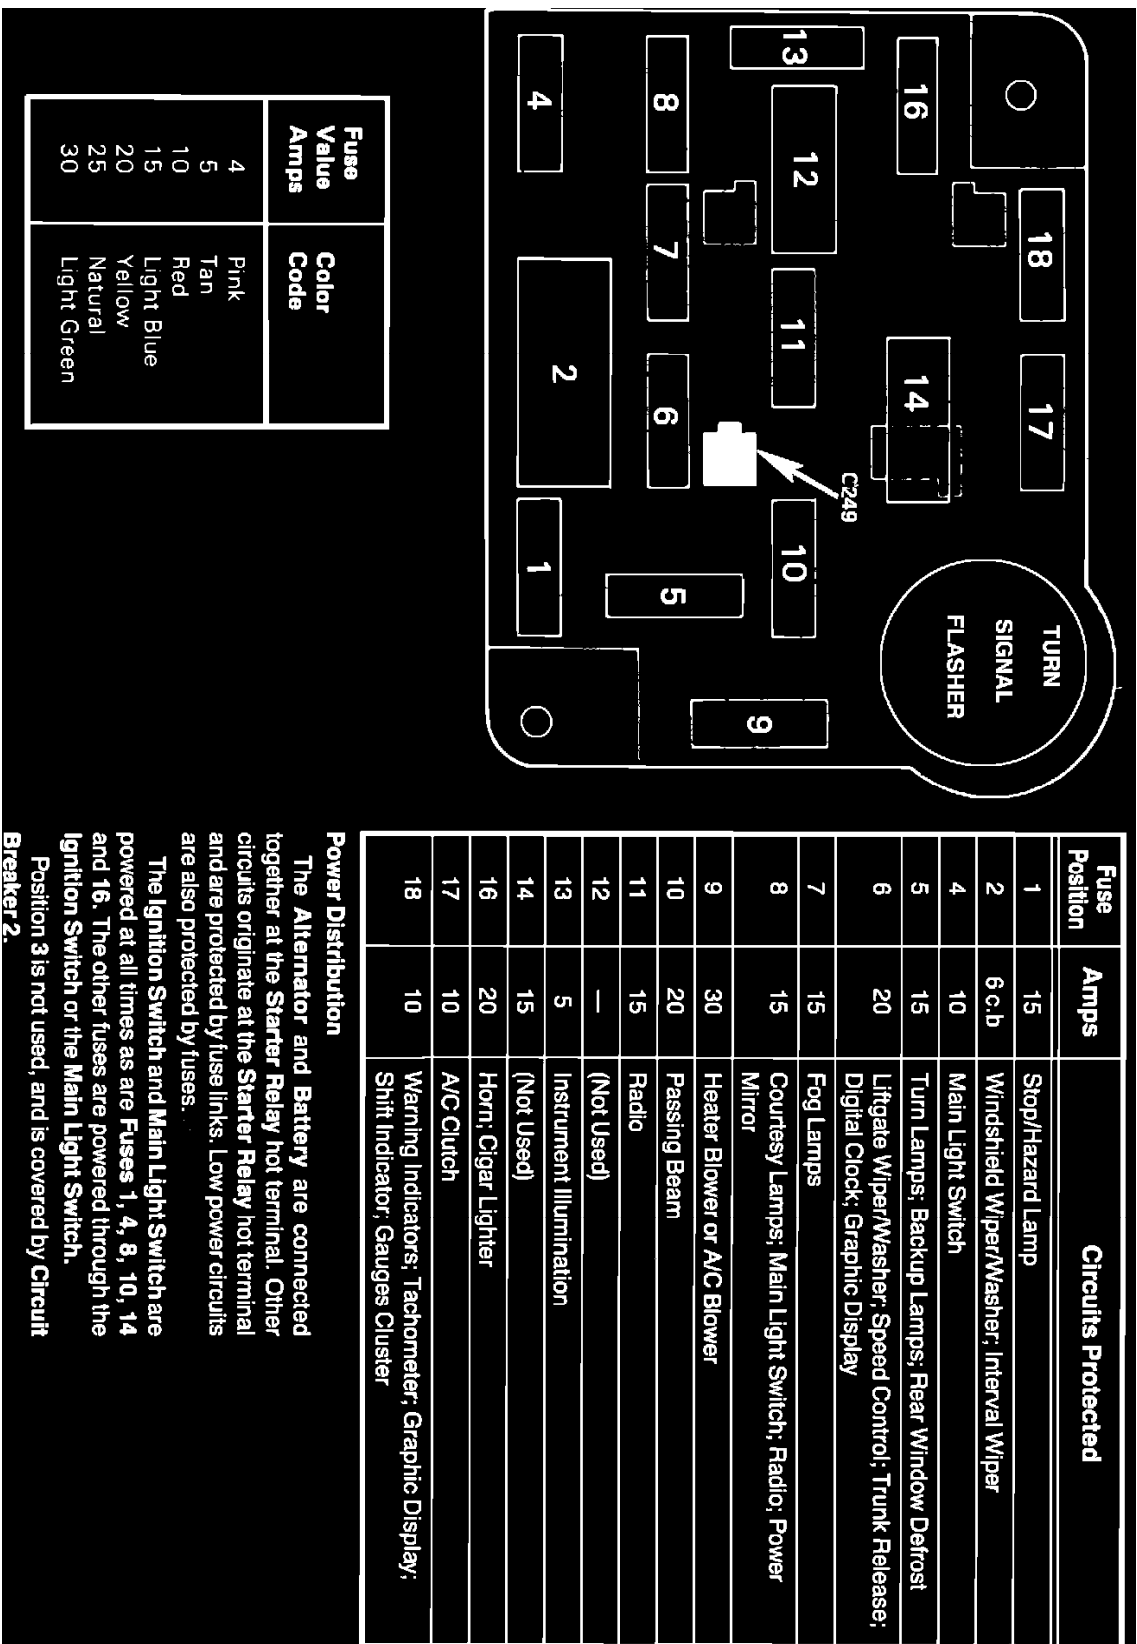 TURN
SIGNAL
FLASHER
18
17
16
14
13
12
11
10
C249
9
8
7
6
5
4
2
1
Fuse Value Amps | Color Code
4 Pink
5 Tan
10 Red
15 Light Blue
20 Yellow
25 Natural
30 Light Green
Fuse Position | Amps | Circuits Protected
1 | 15 | Stop/Hazard Lamp
2 | 6 c.b | Windshield Wiper/Washer; Interval Wiper
4 | 10 | Main Light Switch
5 | 15 | Turn Lamps; Backup Lamps; Rear Window Defrost
6 | 20 | Liftgate Wiper/Washer; Speed Control; Trunk Release;
Digital Clock; Graphic Display
7 | 15 | Fog Lamps
8 | 15 | Courtesy Lamps; Main Light Switch; Radio; Power
Mirror
9 | 30 | Heater Blower or A/C Blower
10 | 20 | Passing Beam
11 | 15 | Radio
12 | — | (Not Used)
13 | 5 | Instrument Illumination
14 | 15 | (Not Used)
16 | 20 | Horn; Cigar Lighter
17 | 10 | A/C Clutch
18 | 10 | Warning Indicators; Tachometer; Graphic Display;
Shift Indicator; Gauges Cluster
Power Distribution
The Alternator and Battery are connected
together at the Starter Relay hot terminal. Other
circuits originate at the Starter Relay hot terminal
and are protected by fuse links. Low power circuits
are also protected by fuses.
The Ignition Switch and Main Light Switch are
powered at all times as are Fuses 1, 4, 8, 10, 14
and 16. The other fuses are powered through the
Ignition Switch or the Main Light Switch.
Position 3 is not used, and is covered by Circuit
Breaker 2.